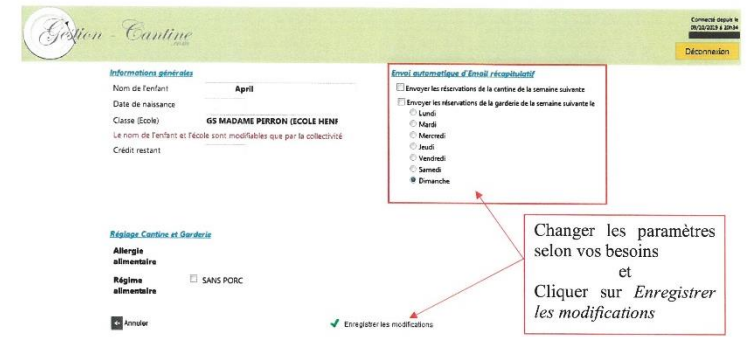 Gestion - Cantine
Connecté depuis le
09/10/2019 à 20h34
Déconnexion
Informations générales
Nom de l'enfant April
Date de naissance
Classe (Ecole) GS MADAME PERRON (ECOLE HENF
Le nom de l'enfant et l'école sont modifiables que par la collectivité
Crédit restant
Envoi automatique d'Email récapitulatif
Envoyer les réservations de la cantine de la semaine suivante
Envoyer les réservations de la garderie de la semaine suivante le
Lundi
Mardi
Mercredi
Jeudi
Vendredi
Samedi
Dimanche
Réglage Cantine et Garderie
Allergie
alimentaire
Régime
alimentaire
SANS PORC
Annuler
Enregistrer les modifications
Changer les paramètres
selon vos besoins
et
Cliquer sur Enregistrer
les modifications